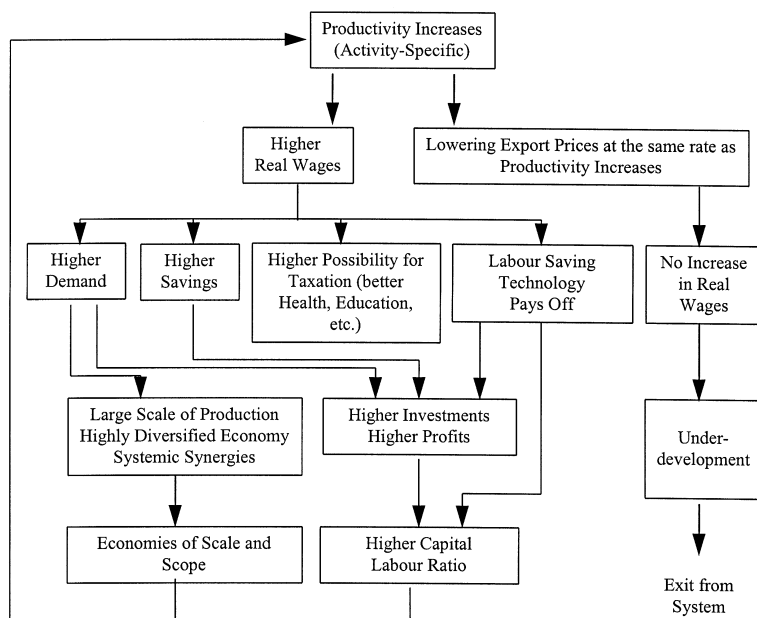 Productivity Increases
(Activity-Specific)
Higher
Real Wages
Lowering Export Prices at the same rate as
Productivity Increases
Higher
Demand
Higher
Savings
Higher Possibility for
Taxation (better
Health, Education,
etc.)
Labour Saving
Technology
Pays Off
No Increase
in Real
Wages
Large Scale of Production
Highly Diversified Economy
Systemic Synergies
Higher Investments
Higher Profits
Under-
development
Economies of Scale and
Scope
Higher Capital
Labour Ratio
Exit from
System